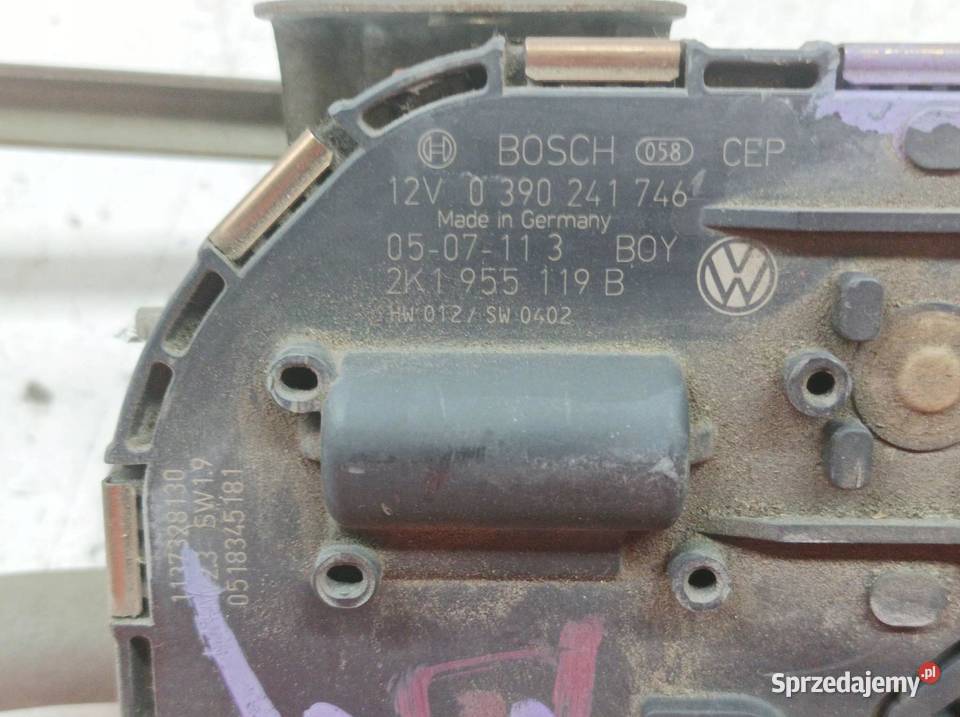 BOSCH 058 CEP
12V 0 390 241 746
Made in Germany
05-07-11 3 BOY
2K1 955 119 B
HW 012 / SW 0402
VW
SW19
0518345181
Sprzedajemy.pl